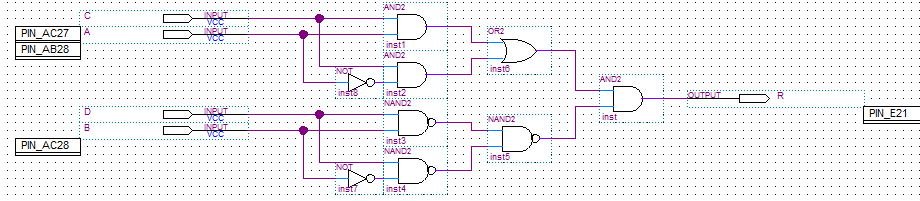 C
INPUT
VCC
AND2
inst1
PIN_AC27
A
INPUT
VCC
PIN_AB28
OR2
inst6
AND2
inst2
NOT
inst8
AND2
inst
OUTPUT
R
PIN_E21
D
INPUT
VCC
NAND2
inst3
B
INPUT
VCC
PIN_AC28
NAND2
inst5
NAND2
inst4
NOT
inst7